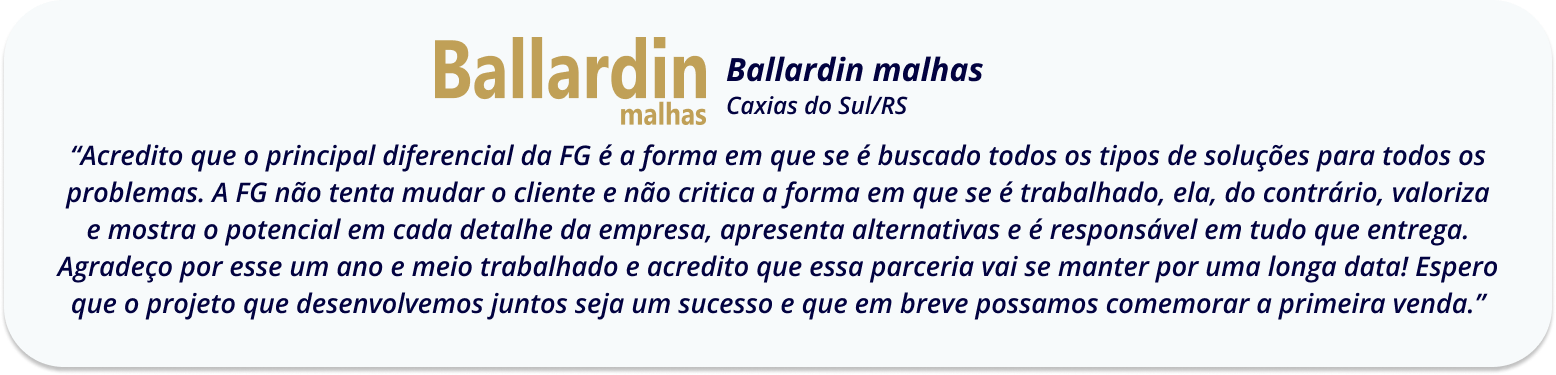 Ballardin
malhas
Ballardin malhas
Caxias do Sul/RS
“Acredito que o principal diferencial da FG é a forma em que se é buscado todos os tipos de soluções para todos os
problemas. A FG não tenta mudar o cliente e não critica a forma em que se é trabalhado, ela, do contrário, valoriza
e mostra o potencial em cada detalhe da empresa, apresenta alternativas e é responsável em tudo que entrega.
Agradeço por esse um ano e meio trabalhado e acredito que essa parceria vai se manter por uma longa data! Espero
que o projeto que desenvolvemos juntos seja um sucesso e que em breve possamos comemorar a primeira venda.”